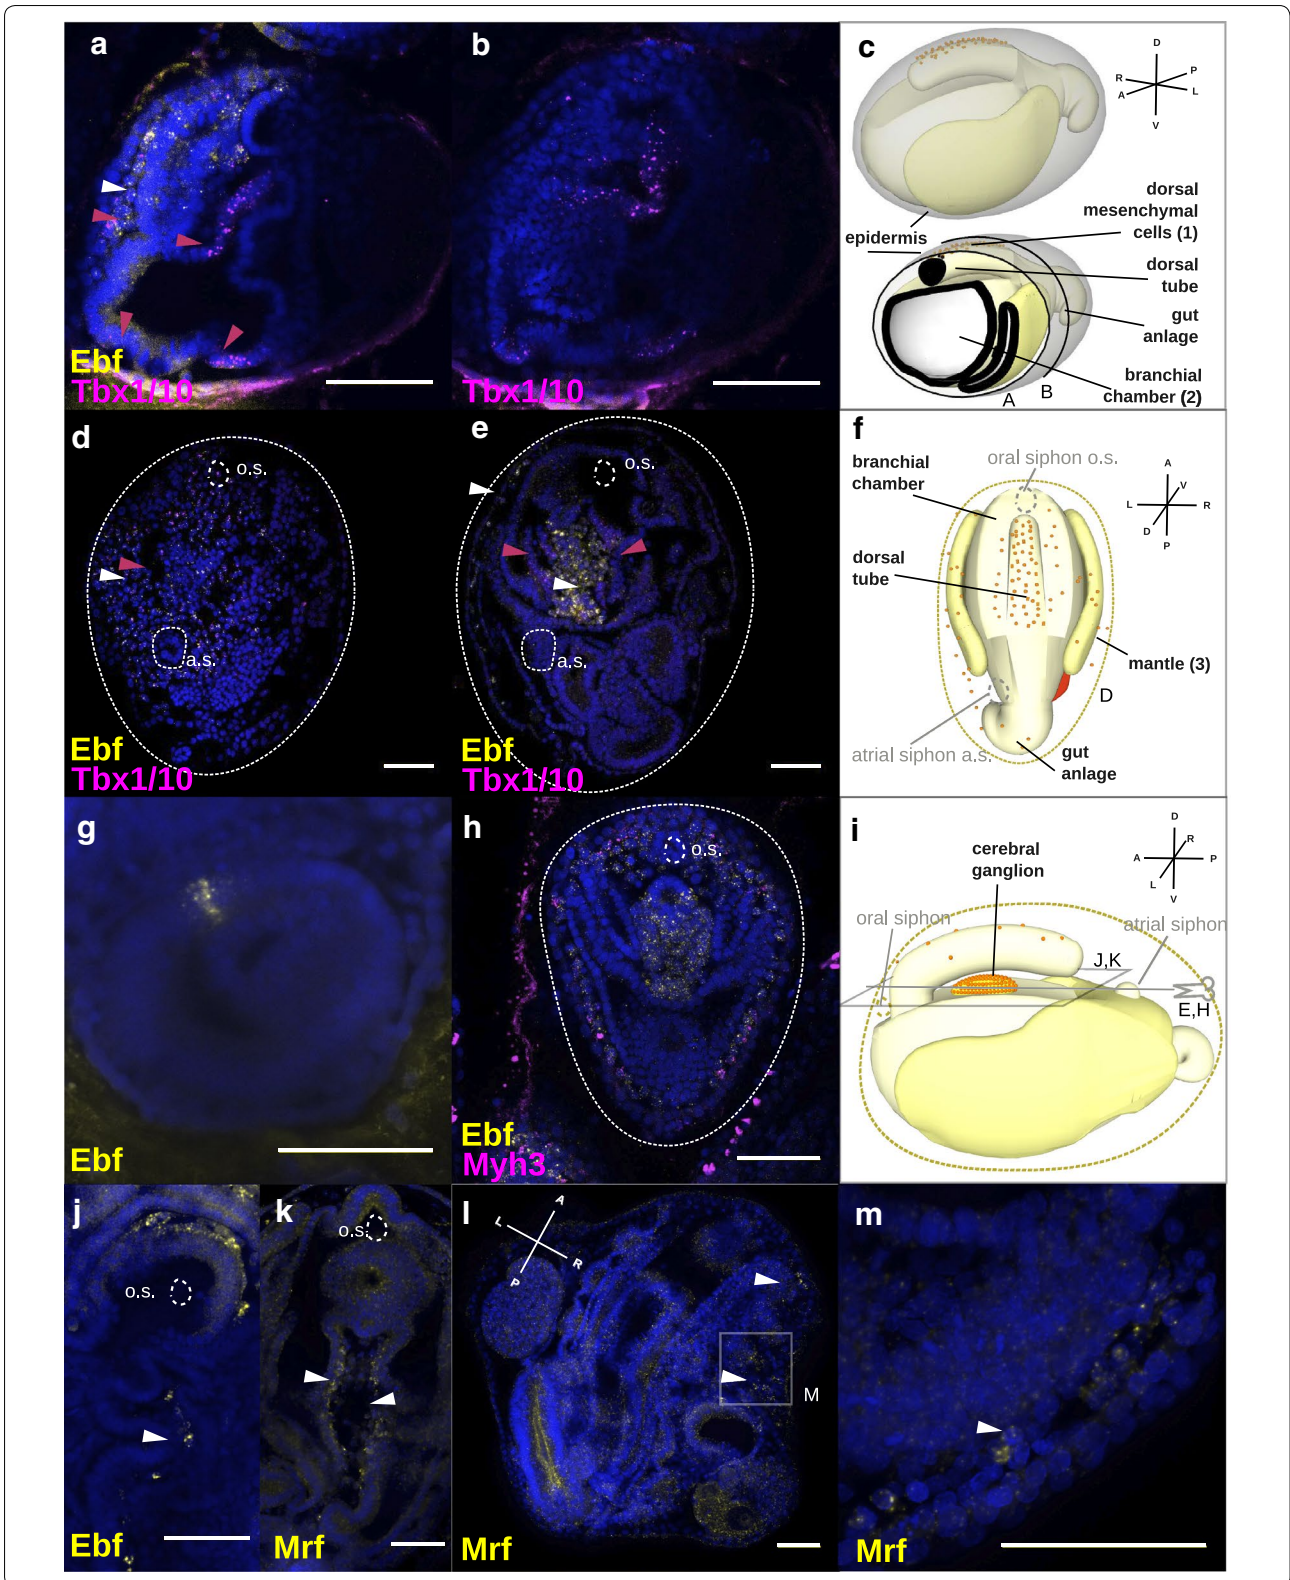 a
Ebf
Tbx1/10
b
Tbx1/10
c
D
R
P
A
L
V
dorsal
mesenchymal
cells (1)
epidermis
dorsal
tube
gut
anlage
branchial
chamber (2)
A
B
d
o.s.
a.s.
Ebf
Tbx1/10
e
o.s.
a.s.
Ebf
Tbx1/10
f
branchial
chamber
oral siphon o.s.
A
V
L
R
D
P
dorsal
tube
mantle (3)
D
atrial siphon a.s.
gut
anlage
g
Ebf
h
o.s.
Ebf
Myh3
i
cerebral
ganglion
D
R
A
P
L
V
oral siphon
atrial siphon
J,K
E,H
j
o.s.
Ebf
k
o.s.
Mrf
l
A
L
R
P
M
Mrf
m
Mrf